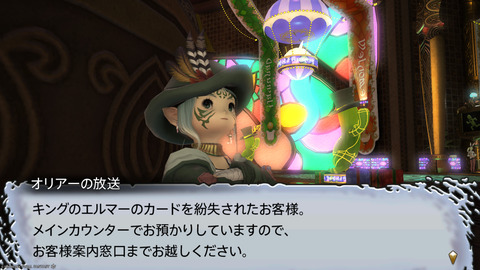 オリアーの放送
キングのエルマーのカードを紛失されたお客様。
メインカウンターでお預かりしていますので、
お客様案内窓口までお越しください。